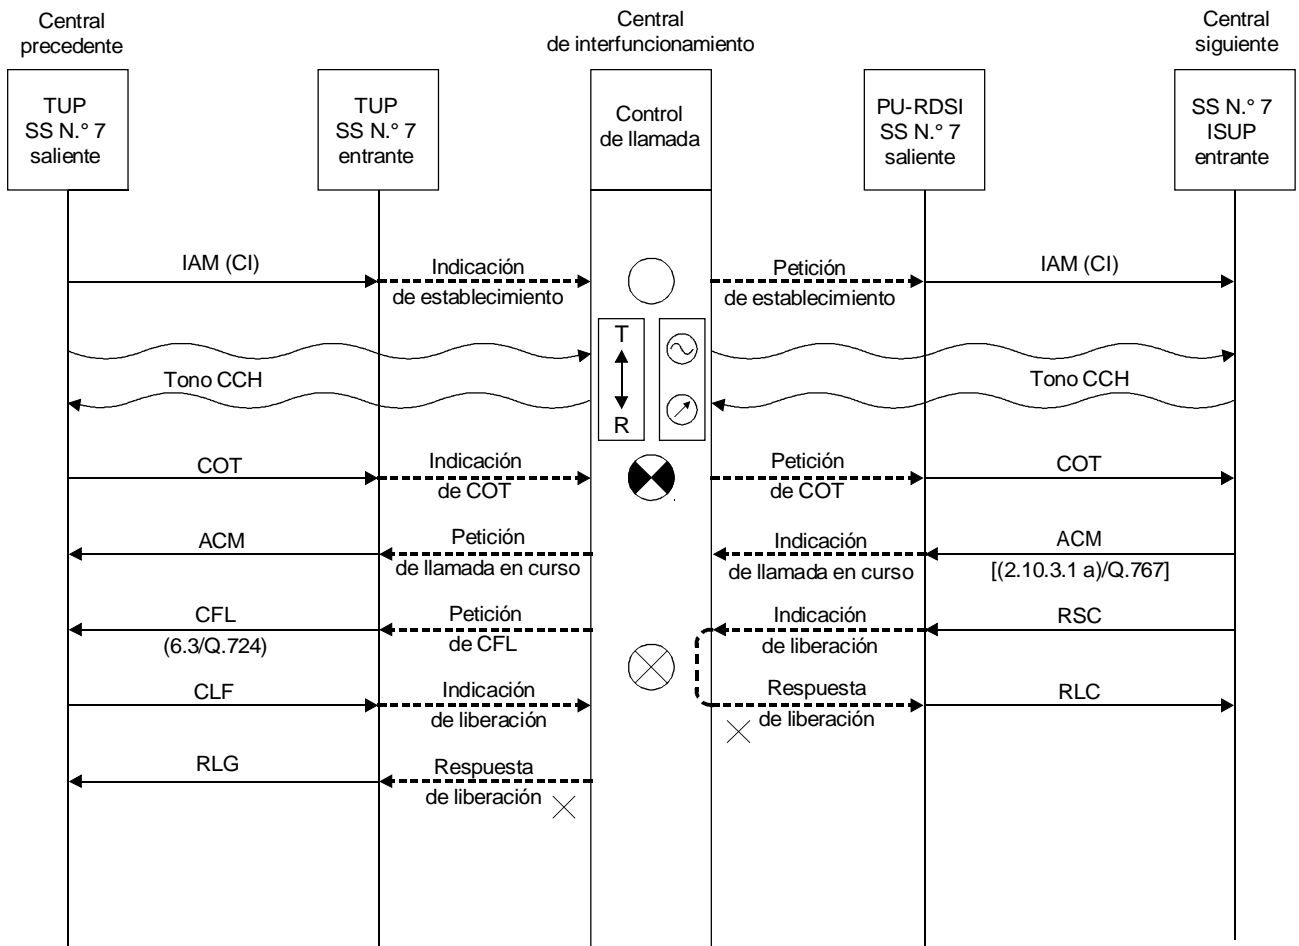 Central
precedente
Central
de interfuncionamiento
Central
siguiente
TUP
SS N.° 7
saliente
TUP
SS N.° 7
entrante
Control
de llamada
PU-RDSI
SS N.° 7
saliente
SS N.° 7
ISUP
entrante
IAM (CI)
Indicación
de establecimiento
Petición
de establecimiento
IAM (CI)
T
R
Tono CCH
Tono CCH
COT
Indicación
de COT
Petición
de COT
COT
ACM
Petición
de llamada en curso
Indicación
de llamada en curso
ACM
[(2.10.3.1 a)/Q.767]
CFL
(6.3/Q.724)
Petición
de CFL
Indicación
de liberación
RSC
CLF
Indicación
de liberación
Respuesta
de liberación
RLC
RLG
Respuesta
de liberación